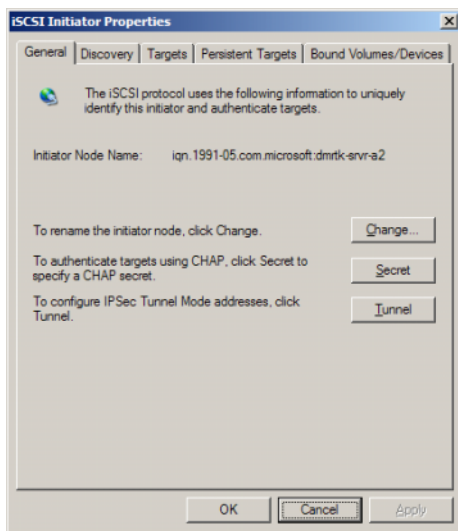 iSCSI Initiator Properties
General Discovery Targets Persistent Targets Bound Volumes/Devices
The iSCSI protocol uses the following information to uniquely
identify this initiator and authenticate targets.
Initiator Node Name: iqn.1991-05.com.microsoft:dmrtk-srvr-a2
To rename the initiator node, click Change.
Change...
To authenticate targets using CHAP, click Secret to
specify a CHAP secret.
Secret
To configure IPSec Tunnel Mode addresses, click
Tunnel.
Tunnel
OK Cancel Apply